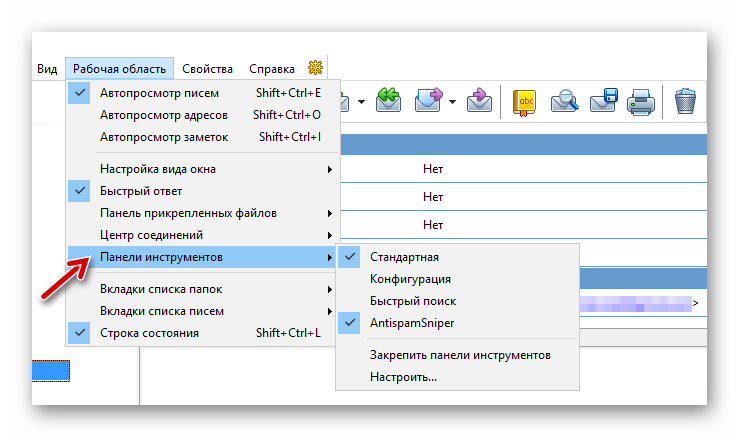 Вид Рабочая область Свойства Справка
Автопросмотр писем Shift+Ctrl+E
Автопросмотр адресов Shift+Ctrl+O
Автопросмотр заметок Shift+Ctrl+I
abc
Настройка вида окна
Нет
Быстрый ответ
Нет
Панель прикрепленных файлов
Нет
Центр соединений
Панели инструментов
Стандартная
Конфигурация
Вкладки списка папок
Быстрый поиск
>
Вкладки списка писем
AntispamSniper
Строка состояния Shift+Ctrl+L
Закрепить панели инструментов
Настроить...